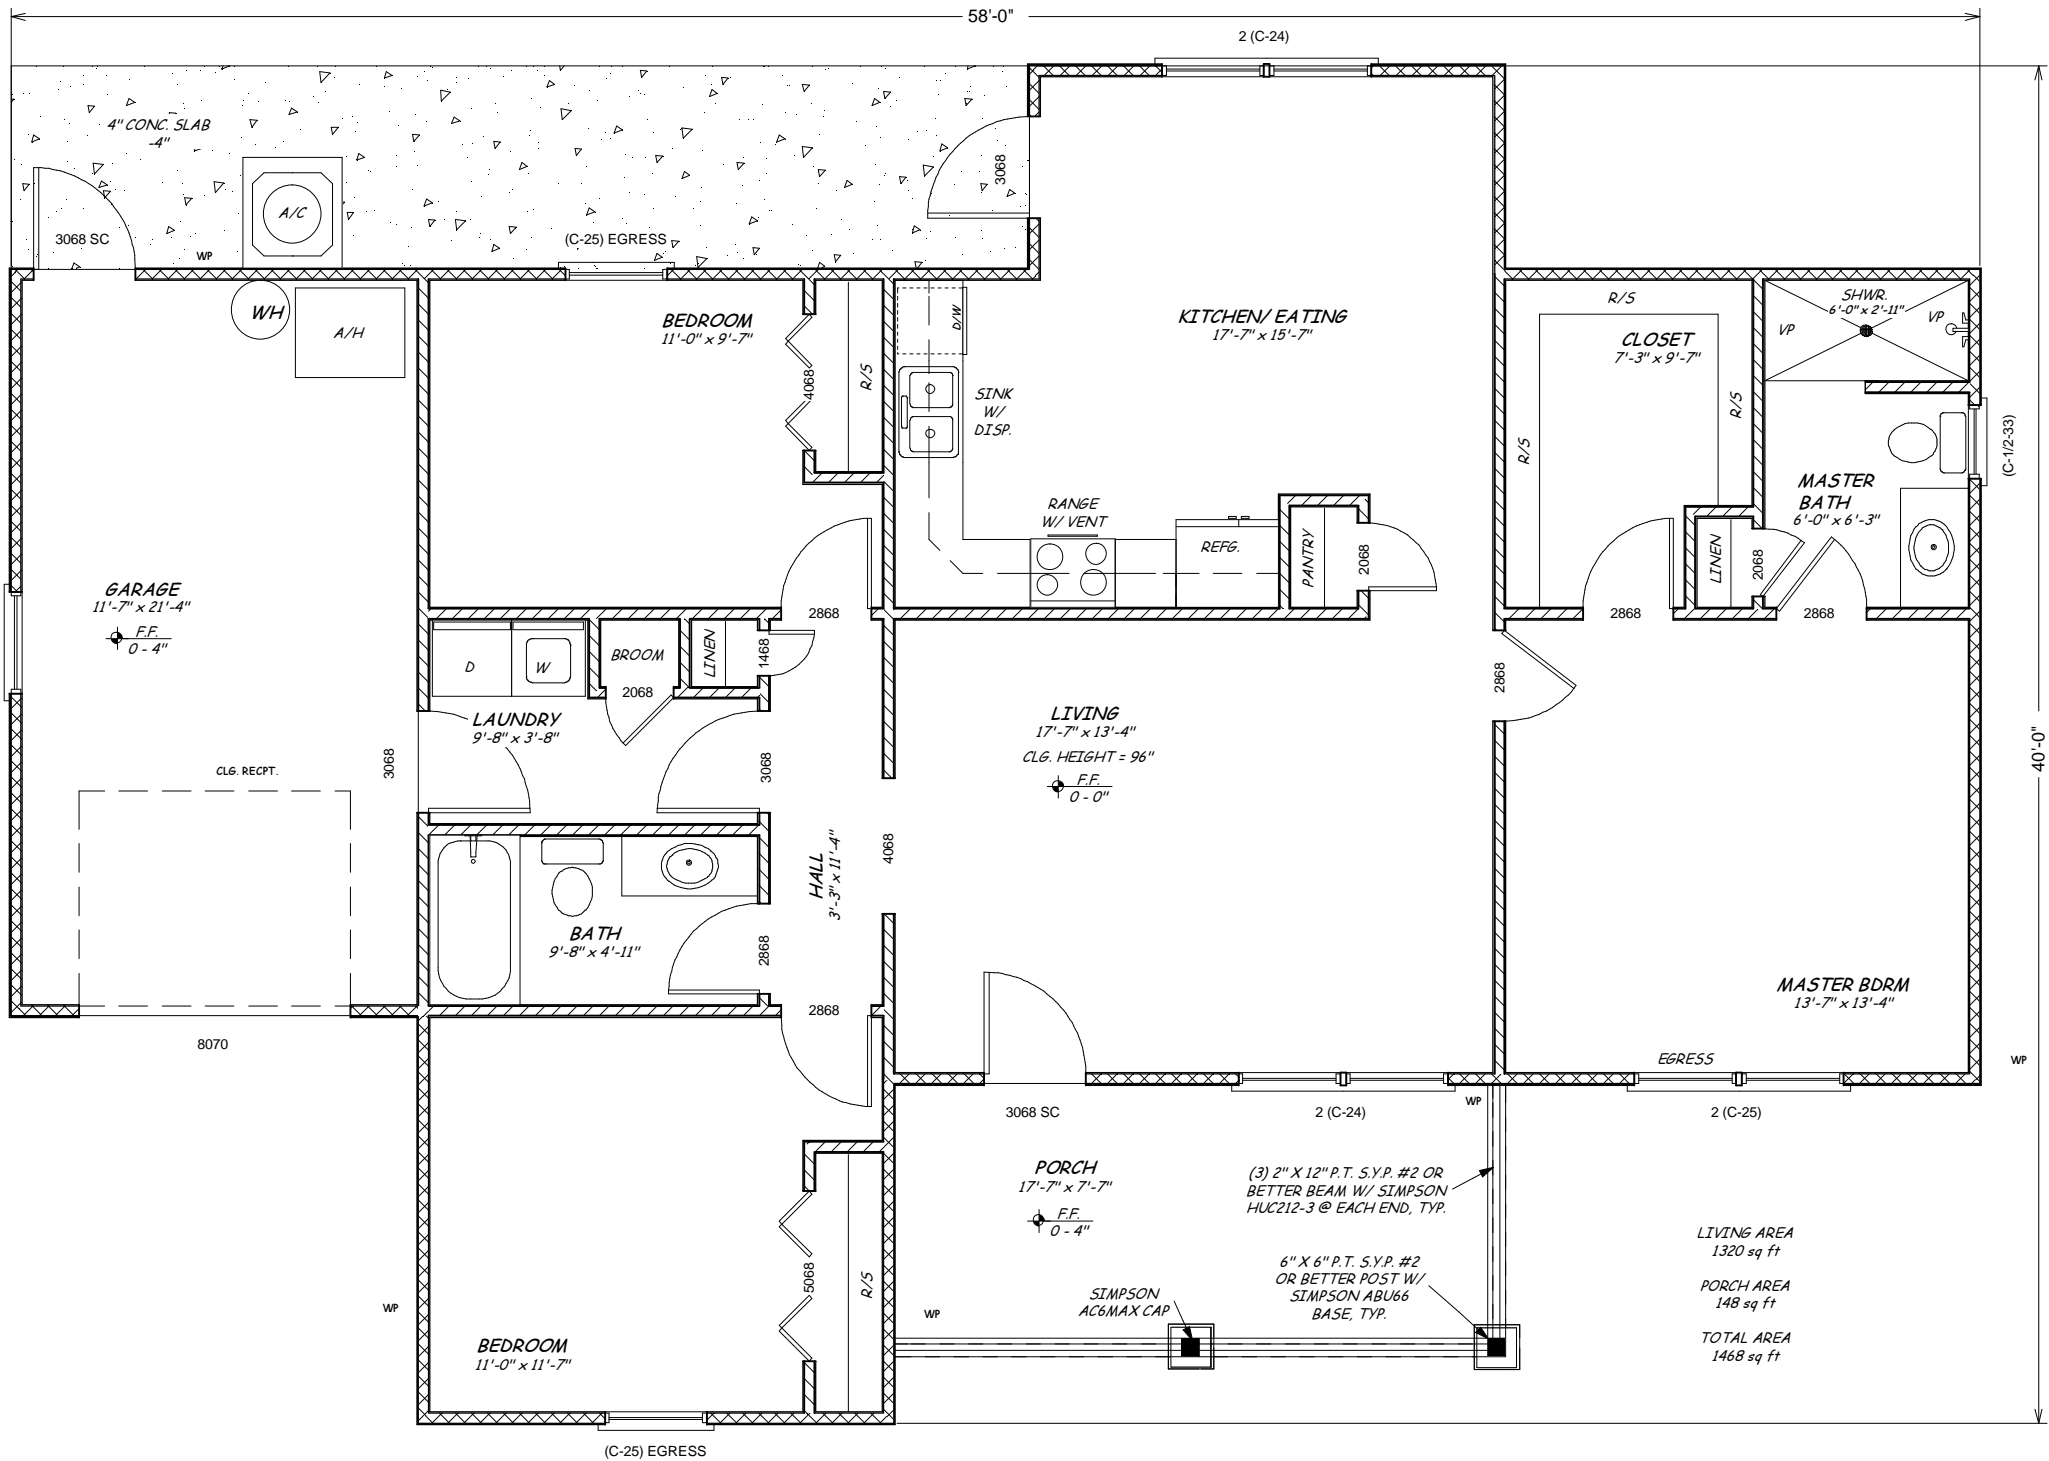 58'-0"
2 (C-24)
4" CONC. SLAB
-4"
A/C
3068 SC
WP
(C-25) EGRESS
3068
WH
A/H
BEDROOM
11'-0" x 9'-7"
4068
R/S
D/W
SINK
W/
DISP.
KITCHEN/ EATING
17'-7" x 15'-7"
RANGE
W/ VENT
REFG.
PANTRY
2068
R/S
CLOSET
7'-3" x 9'-7"
R/S
R/S
SHWR.
6'-0" x 2'-11"
VP
VP
(C-1/2-33)
MASTER
BATH
6'-0" x 6'-3"
LINEN
2068
2868
2868
GARAGE
11'-7" x 21'-4"
F.F.
0 - 4"
2868
D
W
BROOM
2068
LINEN
1468
LAUNDRY
9'-8" x 3'-8"
3068
3068
CLG. RECPT.
LIVING
17'-7" x 13'-4"
CLG. HEIGHT = 96"
F.F.
0 - 0"
2868
40'-0"
HALL
3'-3" x 11'-4"
4068
BATH
9'-8" x 4'-11"
2868
2868
8070
MASTER BDRM
13'-7" x 13'-4"
EGRESS
WP
3068 SC
2 (C-24)
WP
2 (C-25)
PORCH
17'-7" x 7'-7"
F.F.
0 - 4"
(3) 2" X 12" P.T. S.Y.P. #2 OR
BETTER BEAM W/ SIMPSON
HUC212-3 @ EACH END, TYP.
6" X 6" P.T. S.Y.P. #2
OR BETTER POST W/
SIMPSON ABU66
BASE, TYP.
SIMPSON
AC6MAX CAP
LIVING AREA
1320 sq ft
PORCH AREA
148 sq ft
TOTAL AREA
1468 sq ft
WP
WP
5068
R/S
BEDROOM
11'-0" x 11'-7"
(C-25) EGRESS